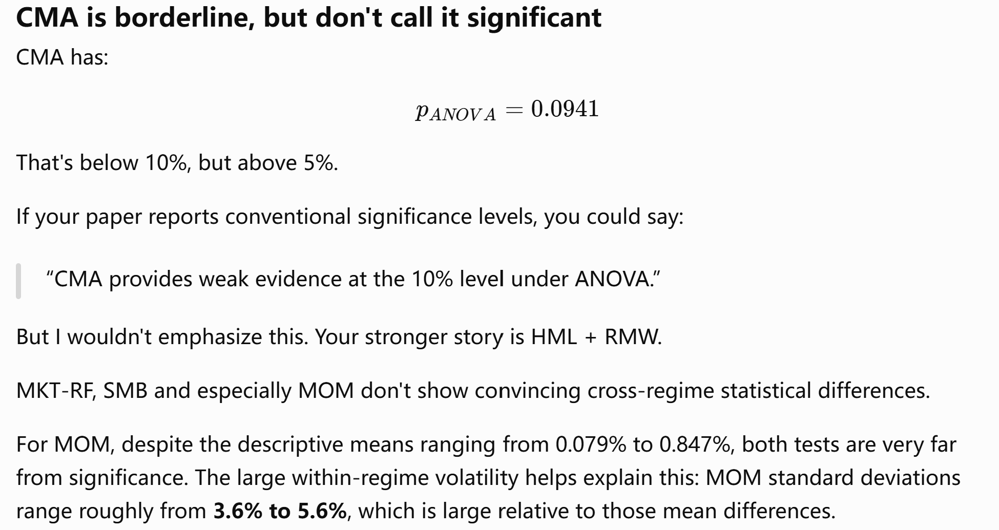 CMA is borderline, but don't call it significant
CMA has:
p_{ANOVA} = 0.0941
That's below 10%, but above 5%.
If your paper reports conventional significance levels, you could say:
“CMA provides weak evidence at the 10% level under ANOVA.”
But I wouldn't emphasize this. Your stronger story is HML + RMW.
MKT-RF, SMB and especially MOM don't show convincing cross-regime statistical differences.
For MOM, despite the descriptive means ranging from 0.079% to 0.847%, both tests are very far
from significance. The large within-regime volatility helps explain this: MOM standard deviations
range roughly from 3.6% to 5.6%, which is large relative to those mean differences.